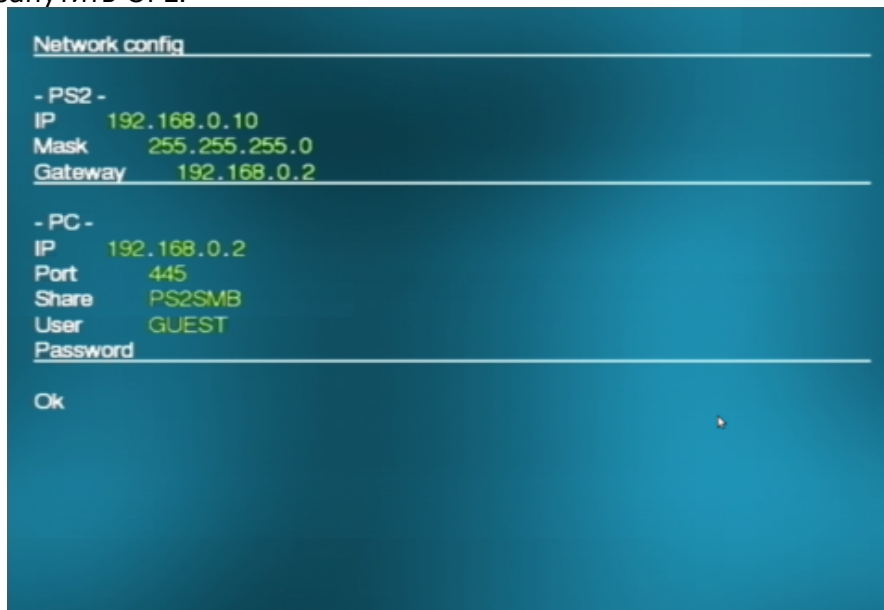 OPL.
Network config
- PS2 -
IP 192.168.0.10
Mask 255.255.255.0
Gateway 192.168.0.2
- PC -
IP 192.168.0.2
Port 445
Share PS2SMB
User GUEST
Password
Ok